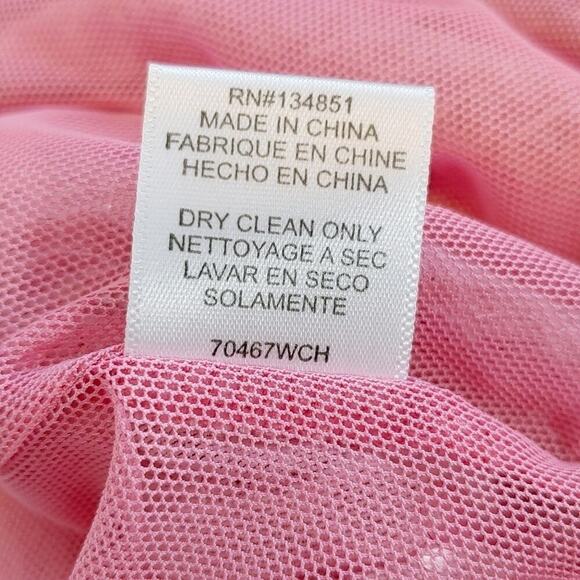 RN#134851
MADE IN CHINA
FABRIQUE EN CHINE
HECHO EN CHINA
DRY CLEAN ONLY
NETTOYAGE A SEC
LAVAR EN SECO
SOLAMENTE
70467WCH